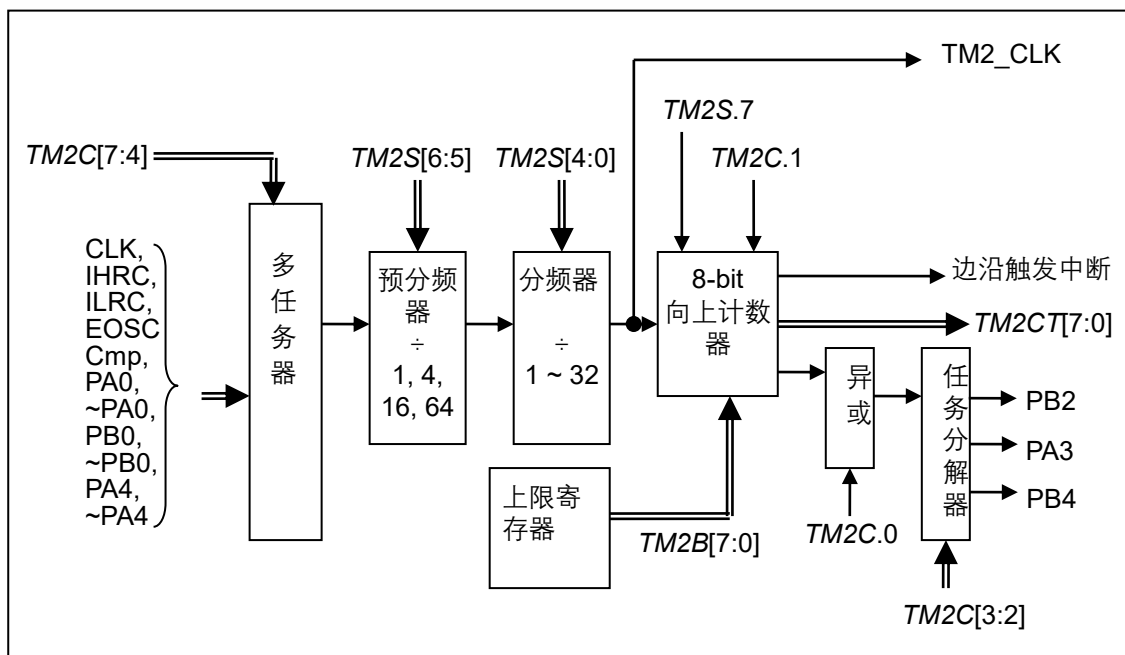 TM2_CLK
TM2S.7
TM2C[7:4]
TM2S[6:5]
TM2S[4:0]
TM2C.1
CLK,
IHRC,
ILRC,
EOSC
Cmp,
PA0,
~PA0,
PB0,
~PB0,
PA4,
~PA4
多
任
务
器
预分频
器
÷
1, 4,
16, 64
分频器
÷
1 ~ 32
8-bit
向上计数
器
边沿触发中断
TM2CT[7:0]
异
或
任
务
分
解
器
PB2
PA3
PB4
上限寄
存器
TM2B[7:0]
TM2C.0
TM2C[3:2]